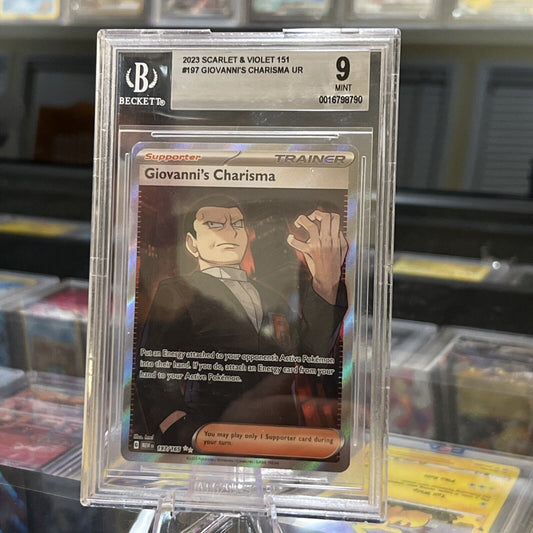 2023 SCARLET & VIOLET 151
#197 GIOVANNI'S CHARISMA UR
B
BECKETT®
9
MINT
0016798790
Supporter
TRAINER
Giovanni's Charisma
Put an Energy attached to your opponent's Active Pokémon
into their hand. If you do, attach an Energy card from your
hand to your Active Pokémon.
197/165
You may play only 1 Supporter card during
your turn.